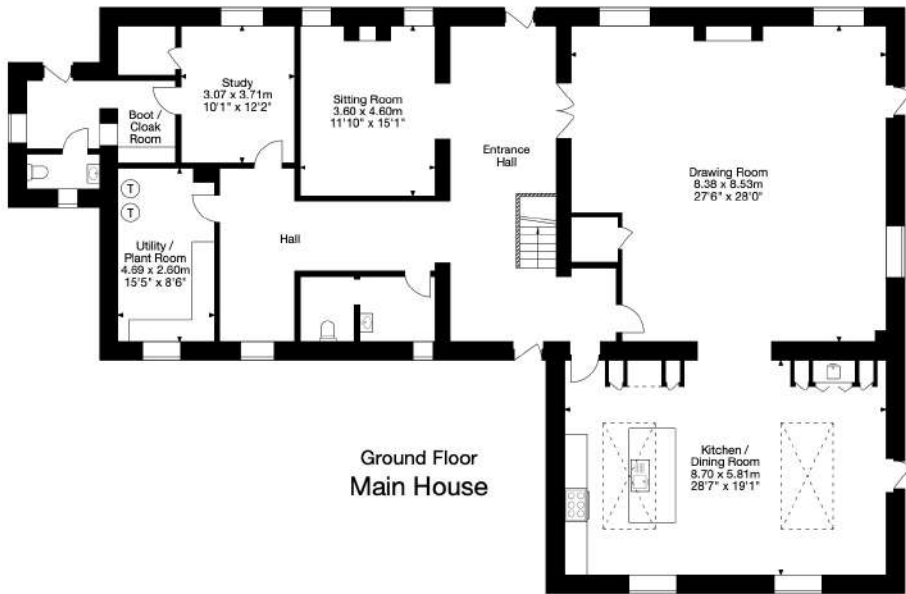 Study
3.07 x 3.71m
10'1" x 12'2"
Sitting Room
3.60 x 4.60m
11'10" x 15'1"
Boot /
Cloak
Room
Entrance
Hall
Drawing Room
8.38 x 8.53m
27'6" x 28'0"
T
T
Utility /
Plant Room
4.69 x 2.60m
15'5" x 8'6"
Hall
Kitchen /
Dining Room
8.70 x 5.81m
28'7" x 19'1"
Ground Floor
Main House